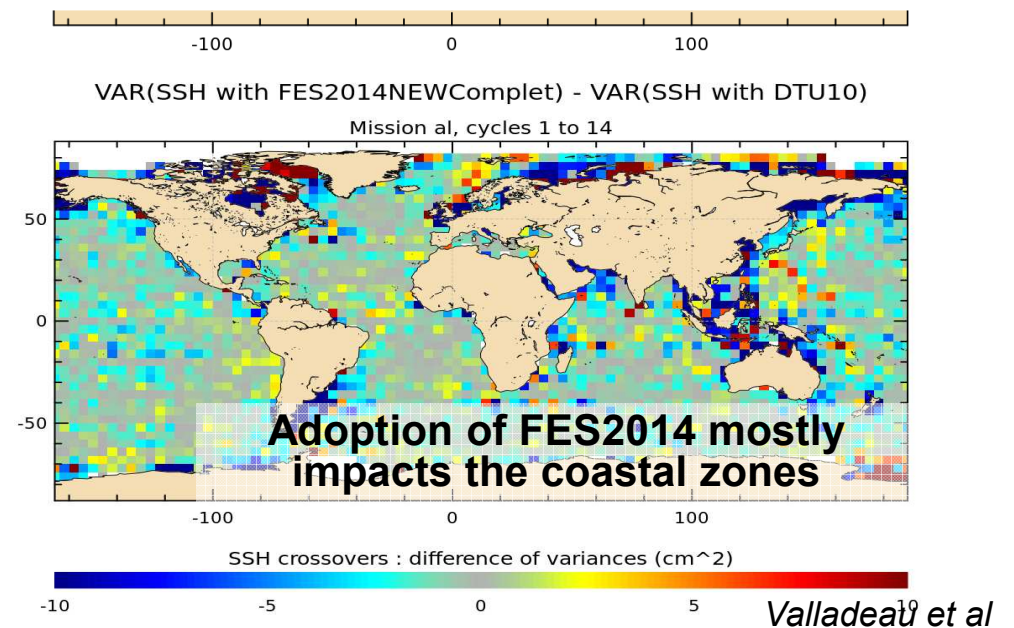 -100 0 100
VAR(SSH with FES2014NEWComplet) - VAR(SSH with DTU10)
Mission al, cycles 1 to 14
50
0
-50
Adoption of FES2014 mostly
impacts the coastal zones
-100 0 100
SSH crossovers : difference of variances (cm^2)
-10 -5 0 5 10
Valladeau et al